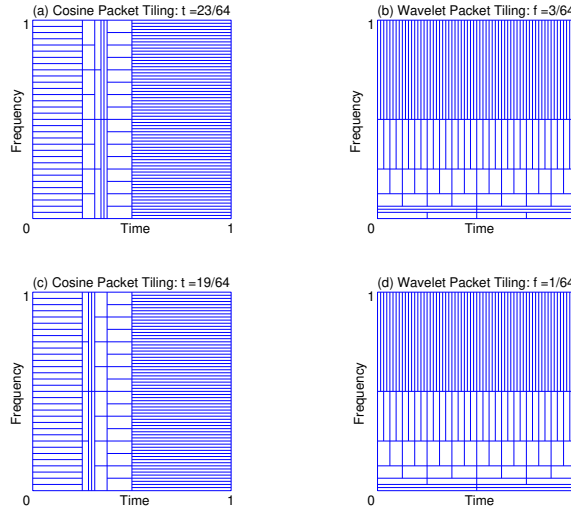 (a) Cosine Packet Tiling: t =23/64
(b) Wavelet Packet Tiling: f =3/64
1
1
Frequency
Frequency
0
Time
1
0
Time
(c) Cosine Packet Tiling: t =19/64
(d) Wavelet Packet Tiling: f =1/64
1
1
Frequency
Frequency
0
Time
1
0
Time